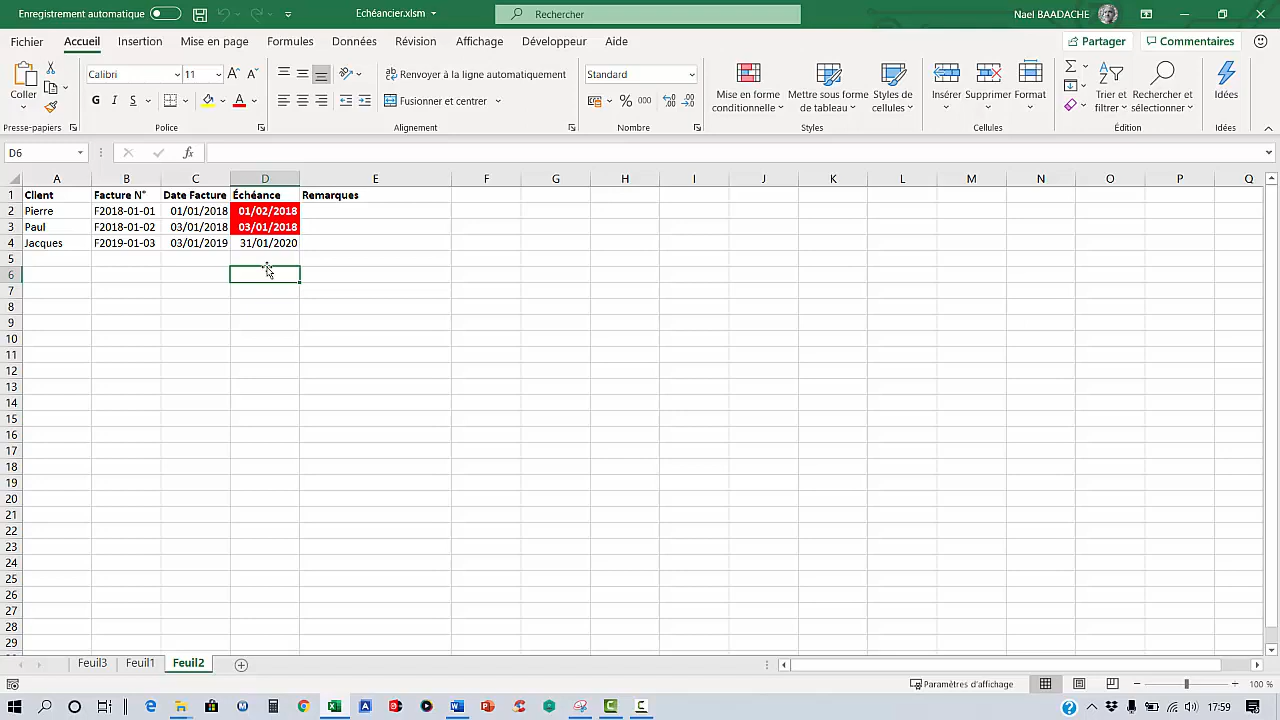 Enregistrement automatique
Echéancier.xlsm
Rechercher
Nael BAADACHE
Fichier Accueil Insertion Mise en page Formules Données Révision Affichage Développeur Aide Partager Commentaires
Coller
Calibri 11
Renvoyer à la ligne automatiquement
Standard
G I S
Fusionner et centrer
% 000
Mise en forme conditionnelle
Mettre sous forme de tableau
Styles de cellules
Insérer Supprimer Format
Trier et filtrer
Rechercher et sélectionner
Idées
Presse-papiers Police Alignement Nombre Styles Cellules Édition Idées
D6 fx
A B C D E F G H I J K L M N O P Q
1 Client Facture N° Date Facture Échéance Remarques
2 Pierre F2018-01-01 01/01/2018 01/02/2018
3 Paul F2018-01-02 03/01/2018 03/01/2018
4 Jacques F2019-01-03 03/01/2019 31/01/2020
5
6
7
8
9
10
11
12
13
14
15
16
17
18
19
20
21
22
23
24
25
26
27
28
29
Feuil3 Feuil1 Feuil2
Paramètres d'affichage 100 %
17:59